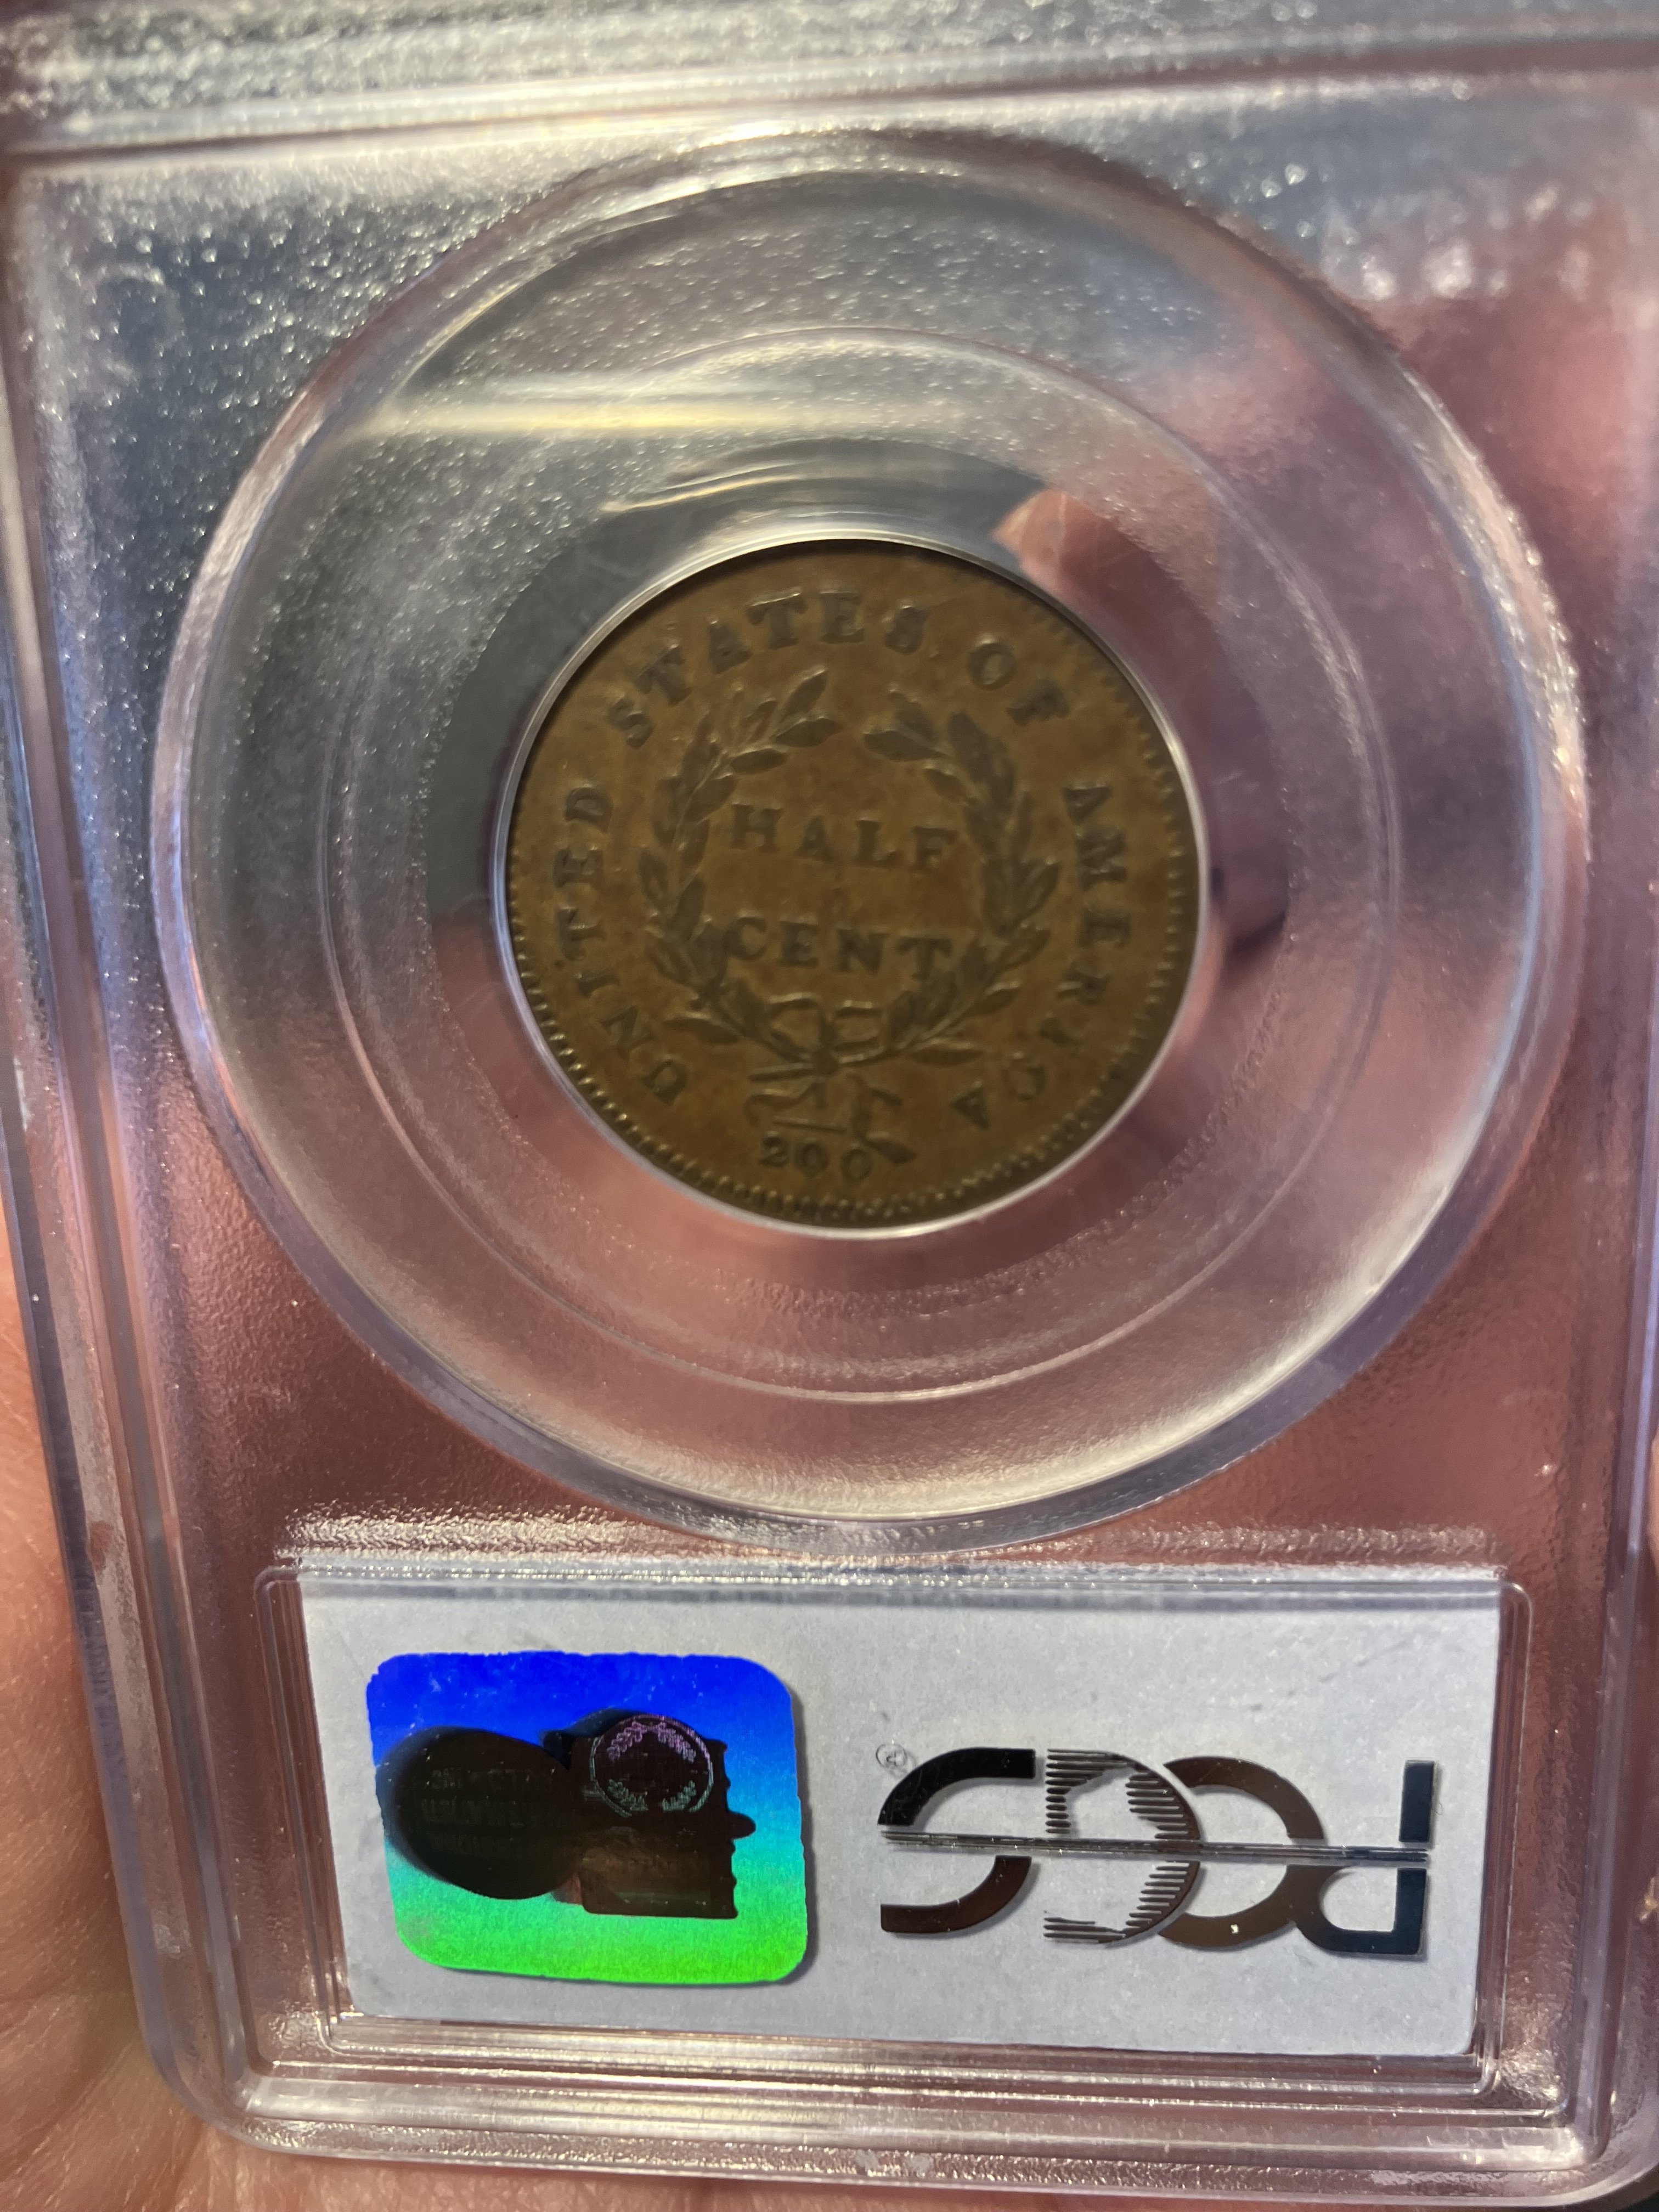 UNITED STATES OF AMERICA
HALF
CENT
200
PCGS
®